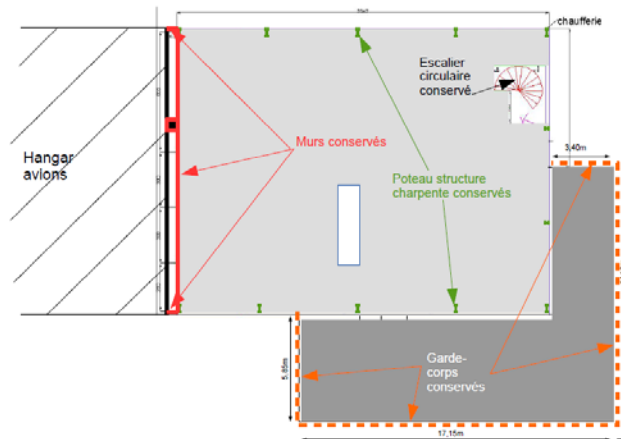 chaufferie
Escalier
circulaire
conservé
3,40m
Hangar
avions
Murs conservés
Poteau structure
charpente conservés
5,85m
Garde-
corps
conservés
17,15m